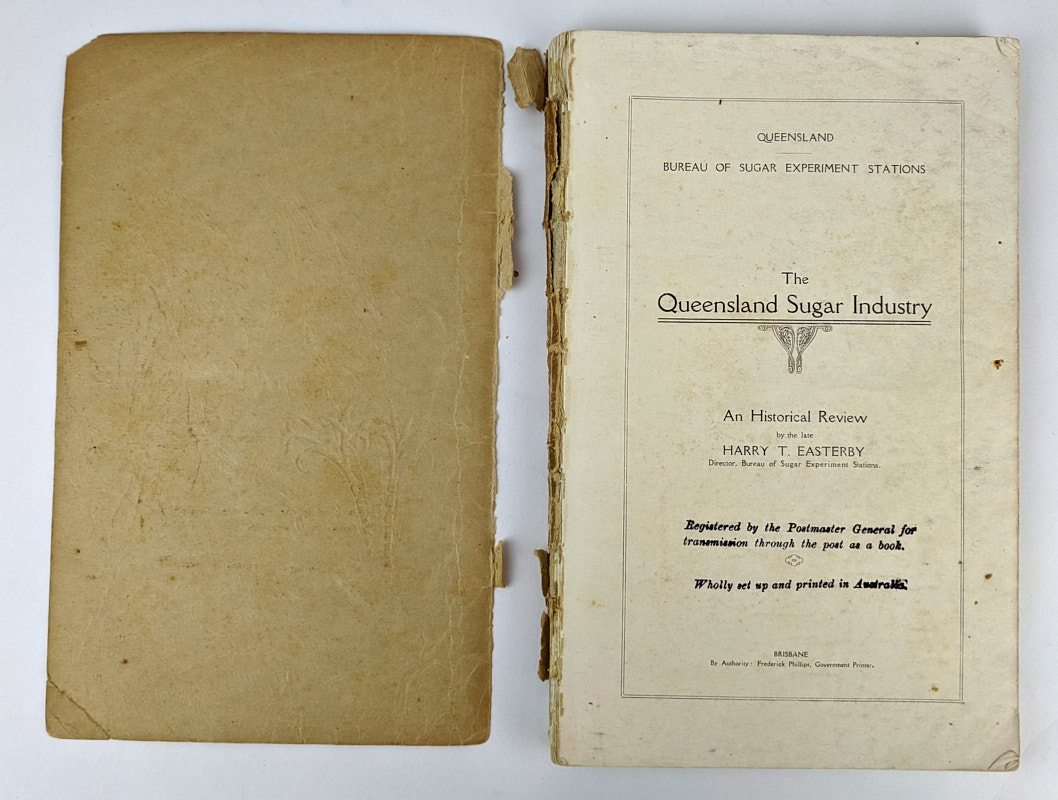 QUEENSLAND
BUREAU OF SUGAR EXPERIMENT STATIONS
The
Queensland Sugar Industry
An Historical Review
by the late
HARRY T. EASTERBY
Director, Bureau of Sugar Experiment Stations.
Registered by the Postmaster General for
transmission through the post as a book.
Wholly set up and printed in Australia.
BRISBANE
By Authority: Frederick Phillips, Government Printer.